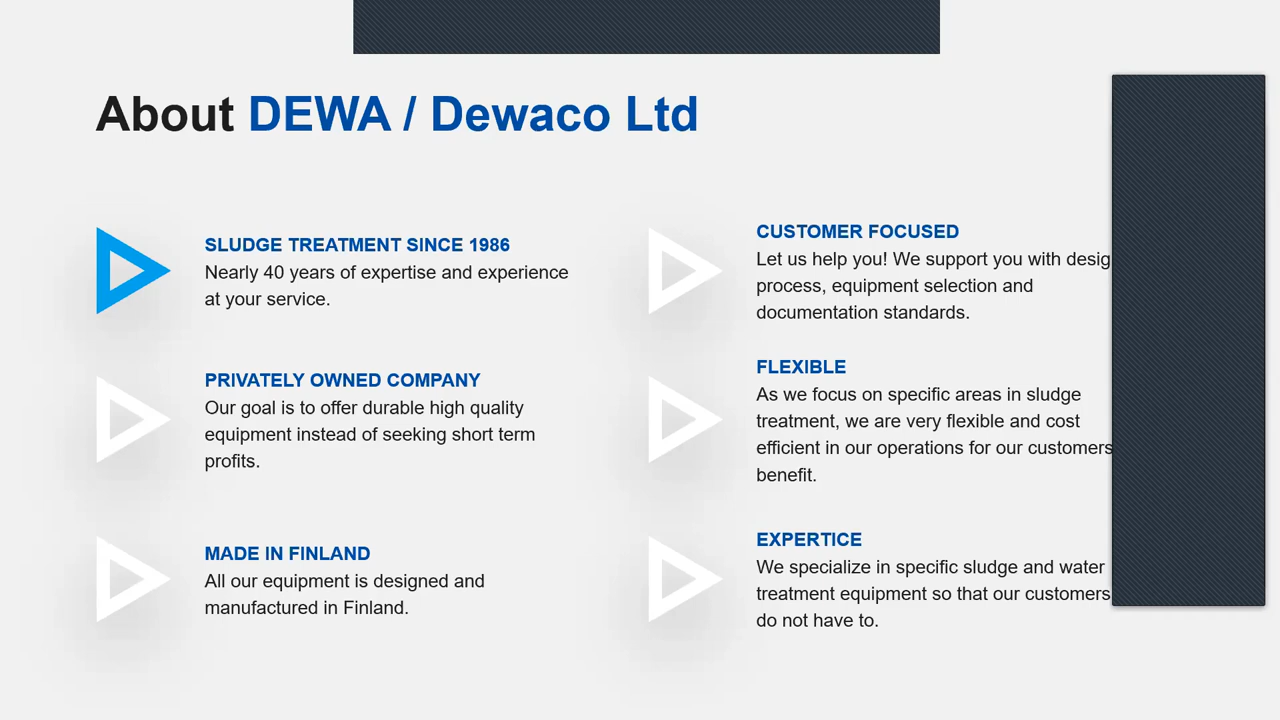 About DEWA / Dewaco Ltd
SLUDGE TREATMENT SINCE 1986
Nearly 40 years of expertise and experience
at your service.
PRIVATELY OWNED COMPANY
Our goal is to offer durable high quality
equipment instead of seeking short term
profits.
MADE IN FINLAND
All our equipment is designed and
manufactured in Finland.
CUSTOMER FOCUSED
Let us help you! We support you with desig
process, equipment selection and
documentation standards.
FLEXIBLE
As we focus on specific areas in sludge
treatment, we are very flexible and cost
efficient in our operations for our customers
benefit.
EXPERTICE
We specialize in specific sludge and water
treatment equipment so that our customers
do not have to.